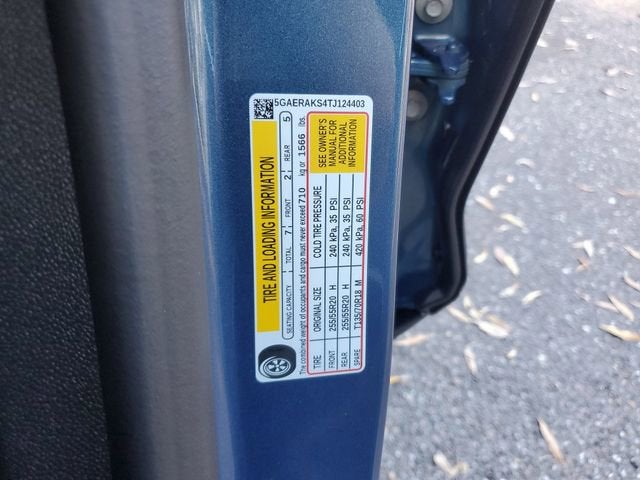 5GAERAKS4TJ124403
TIRE AND LOADING INFORMATION
SEATING CAPACITY TOTAL 7 FRONT 2 REAR 5
The combined weight of occupants and cargo must never exceed 710 kg or 1566 lbs.
TIRE ORIGINAL SIZE COLD TIRE PRESSURE
FRONT 255/55R20 H 240 kPa, 35 PSI
REAR 255/55R20 H 240 kPa, 35 PSI
SPARE T135/70R18 M 420 kPa, 60 PSI
SEE OWNER'S
MANUAL FOR
ADDITIONAL
INFORMATION